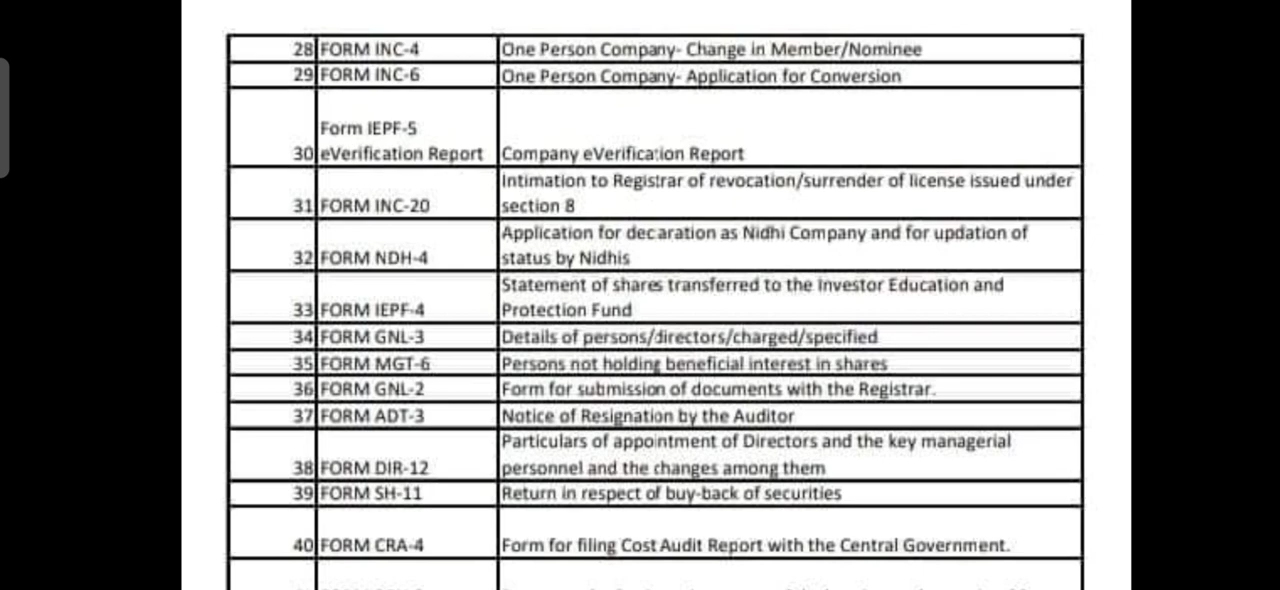 28 FORM INC-4 One Person Company- Change in Member/Nominee
29 FORM INC-6 One Person Company- Application for Conversion
Form IEPF-5
30 eVerification Report Company eVerification Report
Intimation to Registrar of revocation/surrender of license issued under
31 FORM INC-20 section 8
Application for declaration as Nidhi Company and for updation of
32 FORM NDH-4 status by Nidhis
Statement of shares transferred to the Investor Education and
33 FORM IEPF-4 Protection Fund
34 FORM GNL-3 Details of persons/directors/charged/specified
35 FORM MGT-6 Persons not holding beneficial interest in shares
36 FORM GNL-2 Form for submission of documents with the Registrar.
37 FORM ADT-3 Notice of Resignation by the Auditor
Particulars of appointment of Directors and the key managerial
38 FORM DIR-12 personnel and the changes among them
39 FORM SH-11 Return in respect of buy-back of securities
40 FORM CRA-4 Form for filing Cost Audit Report with the Central Government.